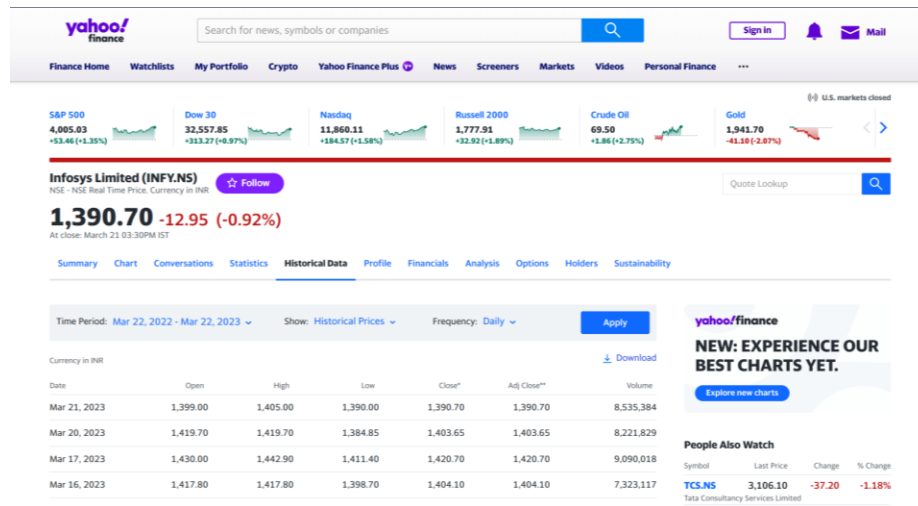 yahoo!
finance
Search for news, symbols or companies
Sign in
Mail
Finance Home Watchlists My Portfolio Crypto Yahoo Finance Plus News Screeners Markets Videos Personal Finance ...
U.S. markets closed
S&P 500 Dow 30 Nasdaq Russell 2000 Crude Oil Gold
4,005.03 32,557.85 11,860.11 1,777.91 69.50 1,941.70
+53.46 (+1.35%) +313.27 (+0.97%) +184.57 (+1.58%) +32.92 (+1.89%) +1.86 (+2.75%) -41.10 (-2.07%)
Infosys Limited (INFY.NS)
NSE - NSE Real Time Price. Currency in INR
Follow
Quote Lookup
1,390.70 -12.95 (-0.92%)
At close: March 21 03:30PM IST
Summary Chart Conversations Statistics Historical Data Profile Financials Analysis Options Holders Sustainability
Time Period: Mar 22, 2022 - Mar 22, 2023 Show: Historical Prices Frequency: Daily Apply
Currency in INR Download
Date Open High Low Close* Adj Close** Volume
Mar 21, 2023 1,399.00 1,405.00 1,390.00 1,390.70 1,390.70 8,535,384
Mar 20, 2023 1,419.70 1,419.70 1,384.85 1,403.65 1,403.65 8,221,829
Mar 17, 2023 1,430.00 1,442.90 1,411.40 1,420.70 1,420.70 9,090,018
Mar 16, 2023 1,417.80 1,417.80 1,398.70 1,404.10 1,404.10 7,323,117
yahoo!finance
NEW: EXPERIENCE OUR
BEST CHARTS YET.
Explore new charts
People Also Watch
Symbol Last Price Change % Change
TCS.NS 3,106.10 -37.20 -1.18%
Tata Consultancy Services Limited